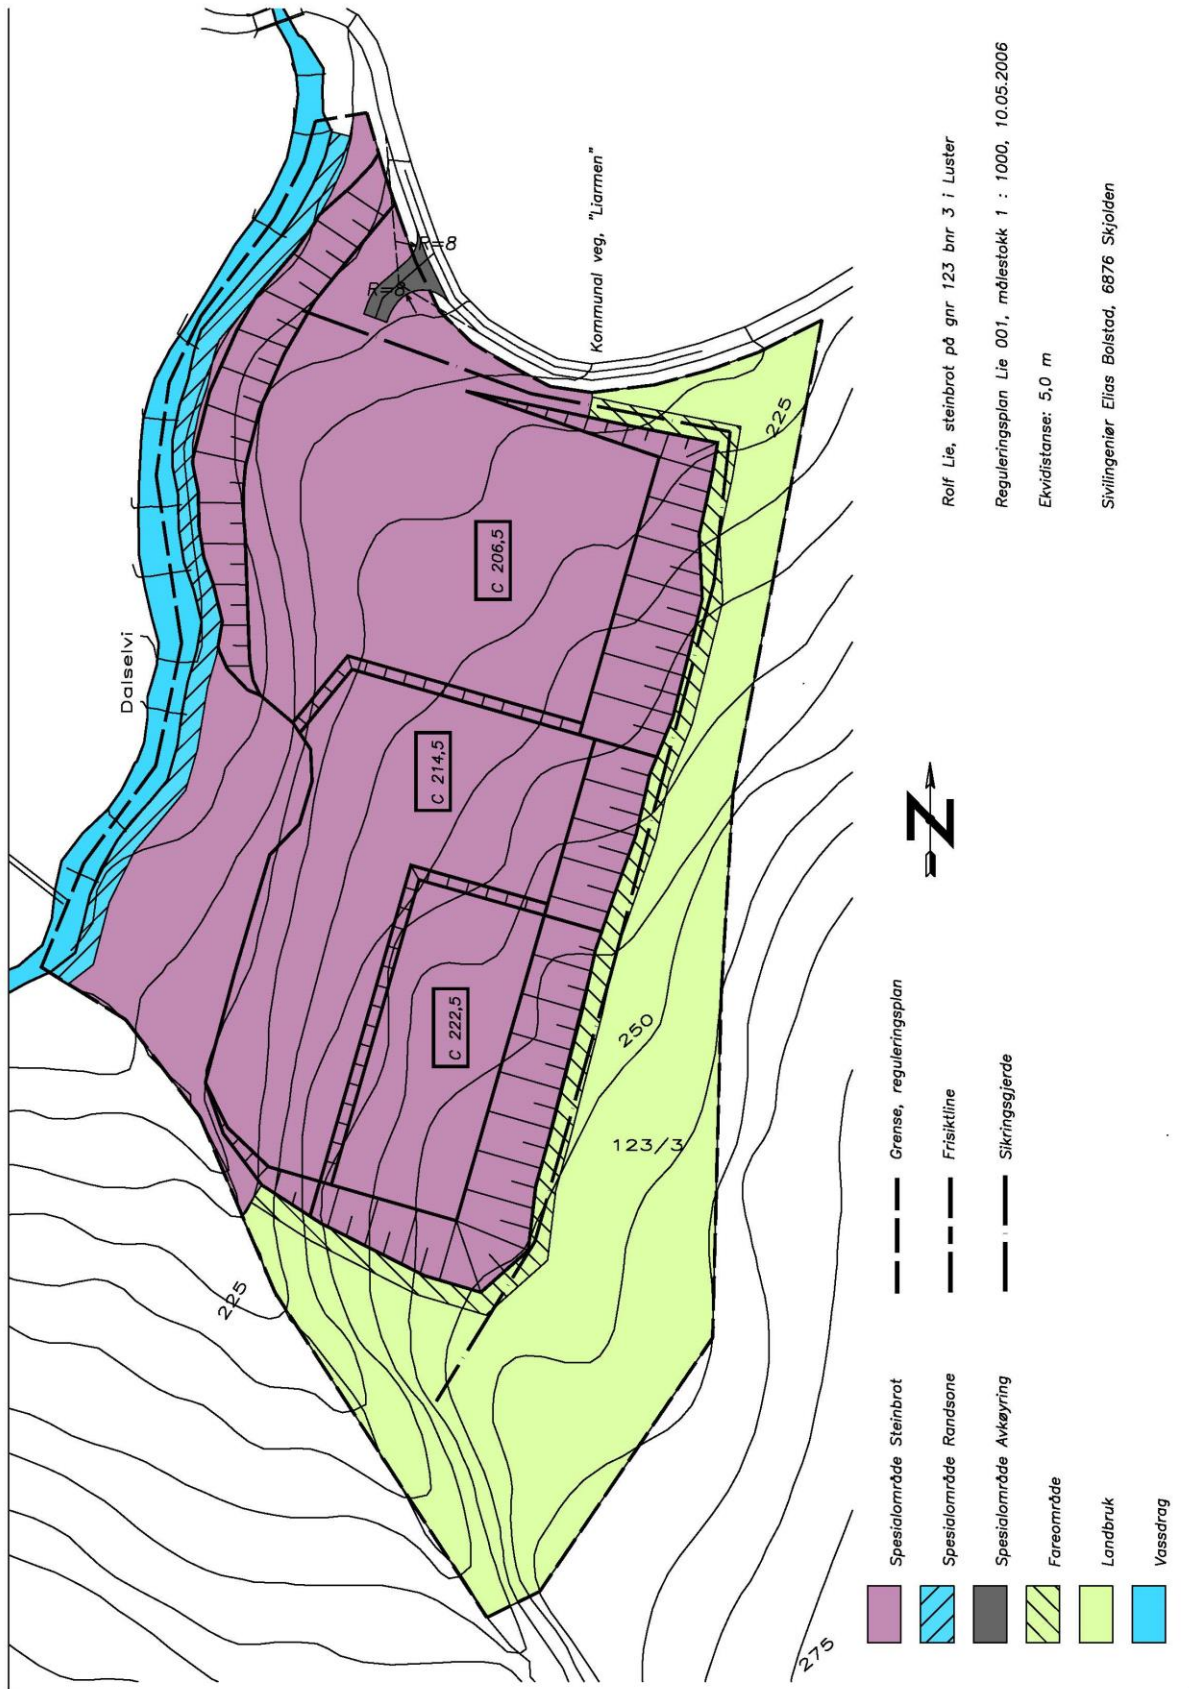 Dalselvi
R=8
R=8
Kommunal veg, "Liarmen"
C 206,5
C 214,5
C 222,5
225
225
250
123/3
275
N
Spesialområde Steinbrot
Spesialområde Randsone
Spesialområde Avkøyring
Fareområde
Landbruk
Vassdrag
Grense, reguleringsplan
Frisiktline
Sikringsgjerde
Rolf Lie, steinbrot på gnr 123 bnr 3 i Luster
Reguleringsplan Lie 001, målestokk 1 : 1000, 10.05.2006
Ekvidistanse: 5,0 m
Sivilingeniør Elias Bolstad, 6876 Skjolden